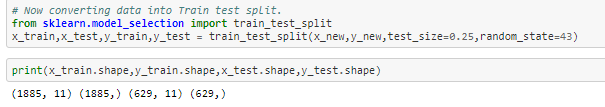 # Now converting data into Train test split.
from sklearn.model_selection import train_test_split
x_train,x_test,y_train,y_test = train_test_split(x_new,y_new,test_size=0.25,random_state=43)
print(x_train.shape,y_train.shape,x_test.shape,y_test.shape)
(1885, 11) (1885,) (629, 11) (629,)